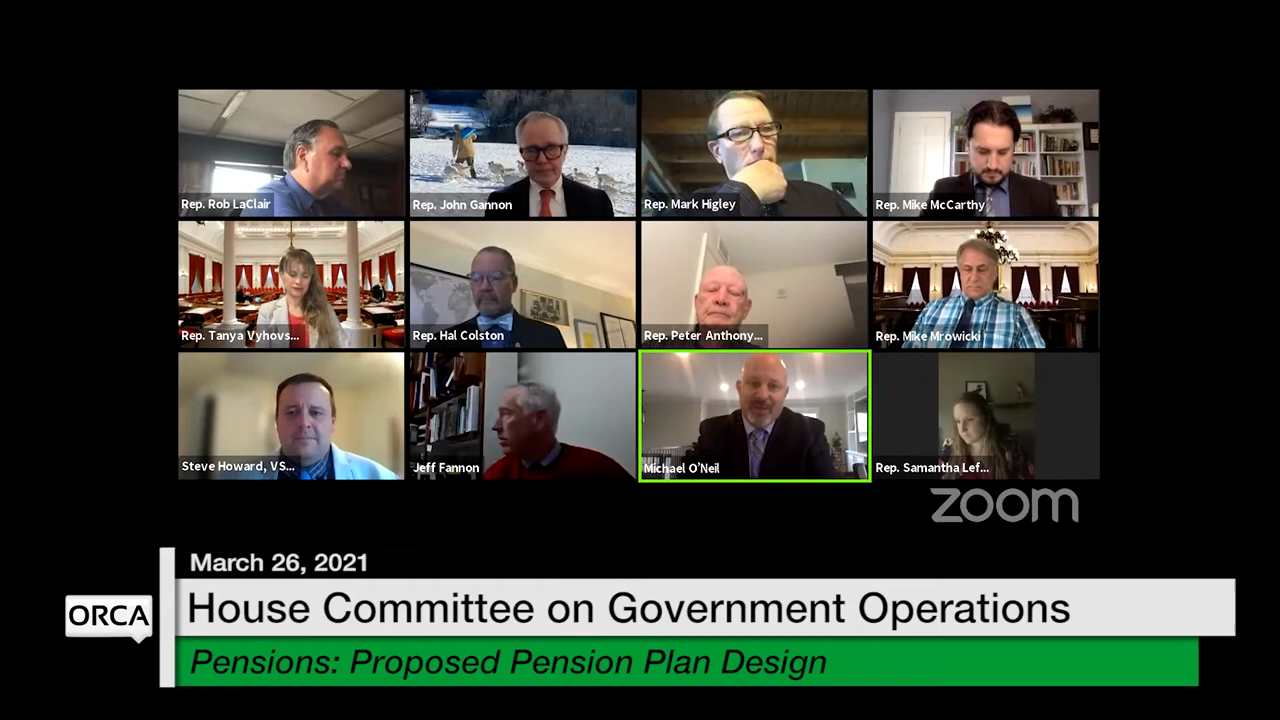 Rep. Rob LaClair
Rep. John Gannon
Rep. Mark Higley
Rep. Mike McCarthy
Rep. Tanya Vyhovs...
Rep. Hal Colston
Rep. Peter Anthony...
Rep. Mike Mrowicki
Steve Howard, VS...
Jeff Fannon
Michael O'Neil
Rep. Samantha Lef...
zoom
March 26, 2021
ORCA
House Committee on Government Operations
Pensions: Proposed Pension Plan Design